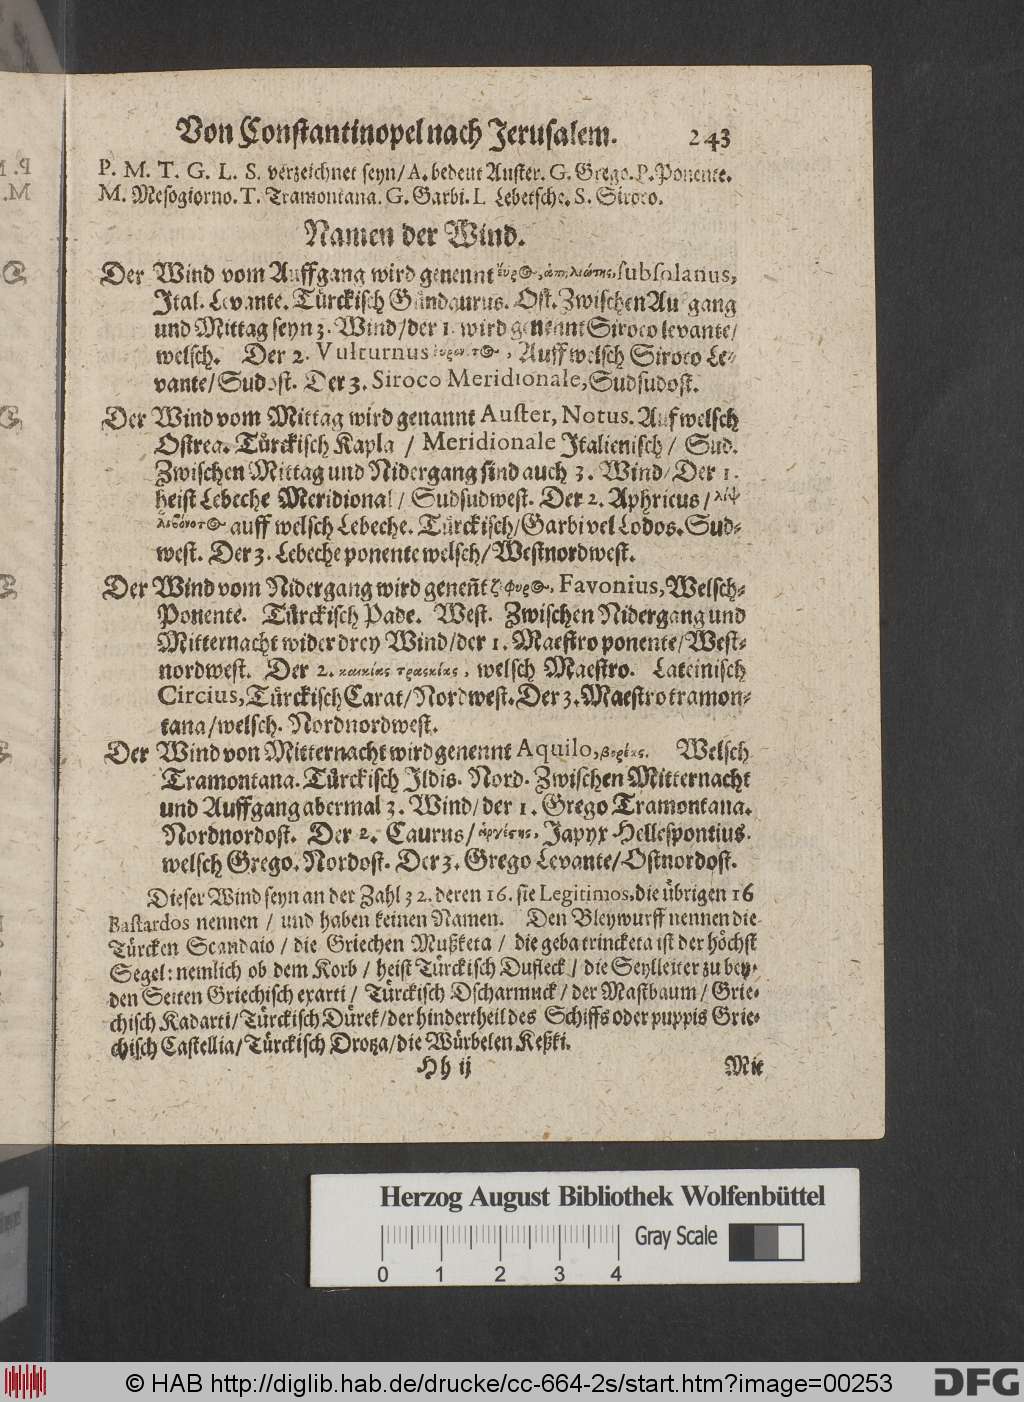 Von Constantinopel nach Jerusalem. 243
P. M. T. G. L. S. verzeichnet seyn/ A. bedeut Auster. G. Grego. P. Ponente.
M. Mesogiorno. T. Tramontana. G. Garbi. L Lebetsche. S. Siroco.
Namen der Wind.
Der Wind vom Auffgang wird genennt subsolanus,
Ital. Levante. Türckisch Gündaurus. Ost. Zwischen Auffgang
und Mittag seyn 3. Wind/ der 1. wird genennt Siroco levante/
welsch. Der 2. Vulturnus , Auff welsch Siroco Le-
vante/ Sudost. Der 3. Siroco Meridionale, Sudsudost.
Der Wind vom Mittag wird genannt Auster, Notus. Auf welsch
Ostrea. Türckisch Kapla / Meridionale Italienisch/ Sud.
Zwischen Mittag und Nidergang sind auch 3. Wind/ Der 1.
heist Lebeche Meridional/ Sudsudwest. Der 2. Aphricus/ λίψ
auff welsch Lebeche. Türckisch/ Garbi vel Lodos. Sud-
west. Der 3. Lebeche ponente welsch/ Westnordwest.
Der Wind vom Nidergang wird geneñt ζέφυρ۞, Favonius, Welsch-
Ponente. Türckisch Pade. West. Zwischen Nidergang und
Mitternacht wider drey Wind/ der 1. Maestro ponente/ West-
nordwest. Der 2. καικίας τρασκίας, welsch Maestro. Lateinisch
Circius, Türckisch Carat/ Nordwest. Der 3. Maestro tramon-
tana/ welsch. Nordnordwest.
Der Wind von Mitternacht wird genennt Aquilo, βορέας. Welsch
Tramontana. Türckisch Ildis. Nord. Zwischen Mitternacht
und Auffgang abermal 3. Wind/ der 1. Grego Tramontana.
Nordnordost. Der 2. Caurus/ ἀργέστης, Japyx Hellespontius.
welsch Grego. Nordost. Der 3. Grego Levante/ Ostnordost.
Dieser Wind seyn an der Zahl 32. deren 16. sie Legitimos, die übrigen 16
Bastardos nennen / und haben keinen Namen. Den Bleywurff nennen die
Türcken Scandaio / die Griechen Mußketa / die geba trincketa ist der höchst
Segel: nemlich ob dem Korb / heist Türckisch Dufleck / die Seylleiter zu bey-
den Seiten Griechisch exarti / Türckisch Dscharmuck / der Mastbaum / Grie-
chisch Kadarti/ Türckisch Dürek/ der hindertheil des Schiffs oder puppis Grie-
chisch Castellia/ Türckisch Drotza/ die Würbelen Keßki.
Hh ij Mit
Herzog August Bibliothek Wolfenbüttel
Gray Scale
0 1 2 3 4
© HAB http://diglib.hab.de/drucke/cc-664-2s/start.htm?image=00253
DFG